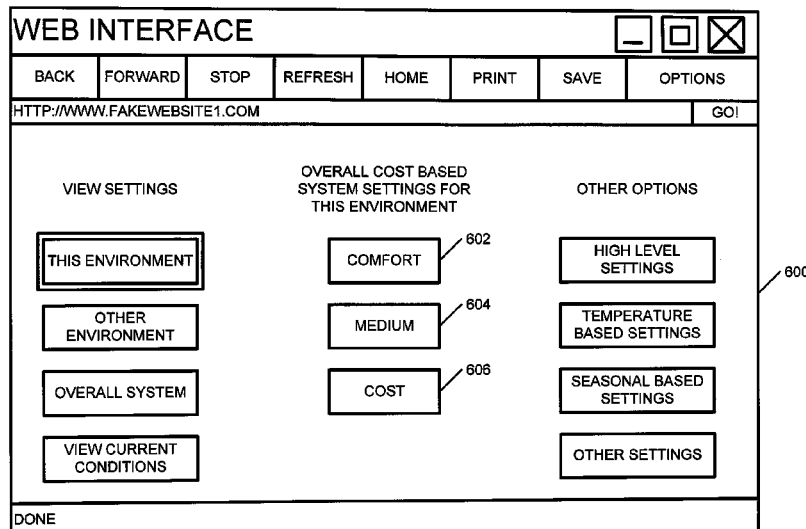 WEB INTERFACE
BACK FORWARD STOP REFRESH HOME PRINT SAVE OPTIONS
HTTP://WWW.FAKEWEBSITE1.COM GO!
VIEW SETTINGS
THIS ENVIRONMENT
OTHER
ENVIRONMENT
OVERALL SYSTEM
VIEW CURRENT
CONDITIONS
OVERALL COST BASED
SYSTEM SETTINGS FOR
THIS ENVIRONMENT
COMFORT 602
MEDIUM 604
COST 606
OTHER OPTIONS
HIGH LEVEL
SETTINGS
TEMPERATURE
BASED SETTINGS
SEASONAL BASED
SETTINGS
OTHER SETTINGS
600
DONE